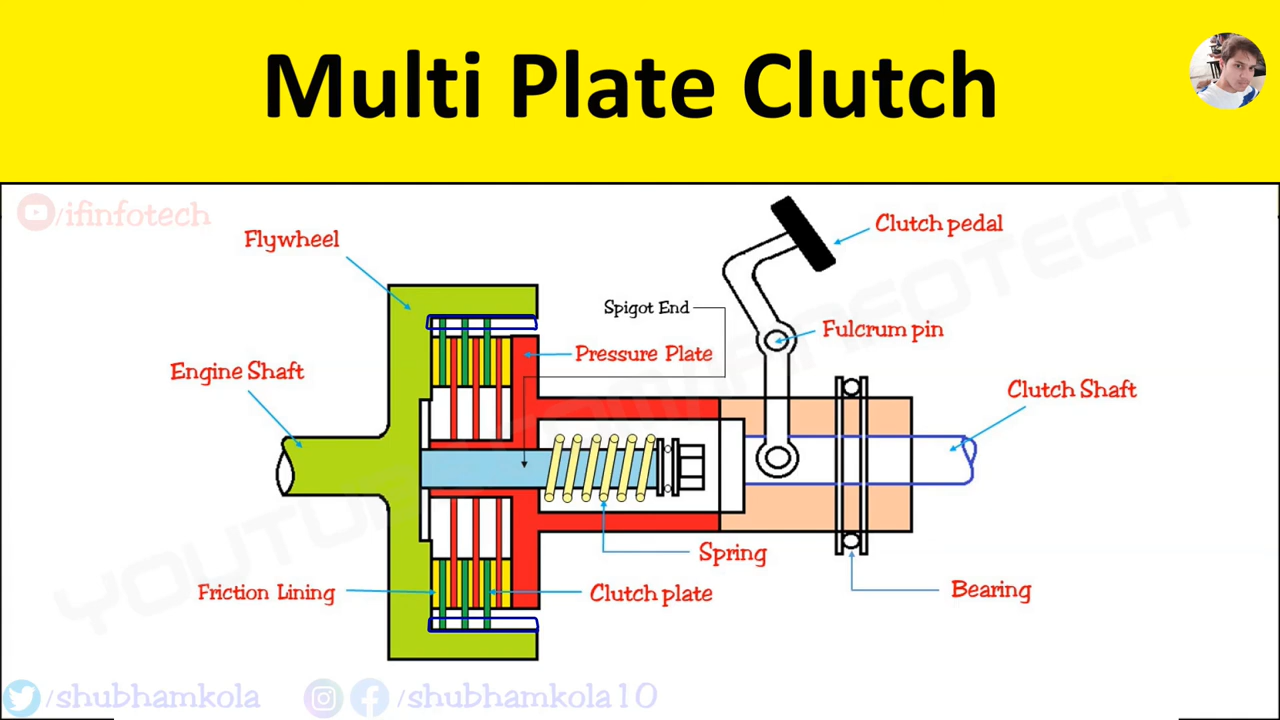 Multi Plate Clutch
/ifinfotech
Flywheel
Clutch pedal
Spigot End
Fulcrum pin
Pressure Plate
Engine Shaft
Clutch Shaft
Spring
Friction Lining
Clutch plate
Bearing
/shubhamkola
/shubhamkola10